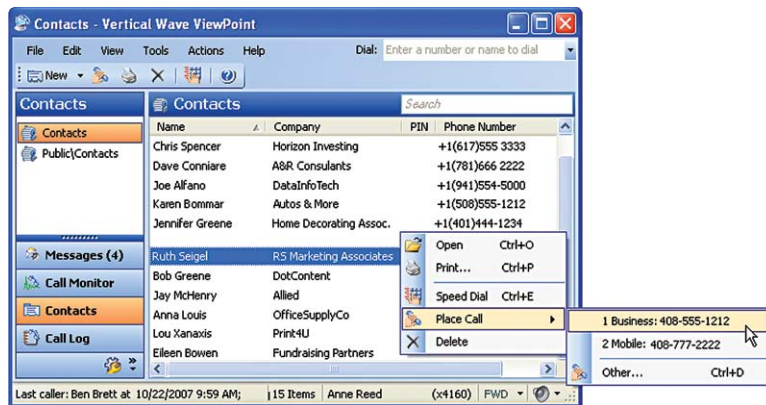 Contacts - Vertical Wave ViewPoint
File Edit View Tools Actions Help Dial: Enter a number or name to dial
New
Contacts
Contacts
Public\Contacts
Messages (4)
Call Monitor
Contacts
Call Log
Contacts Search
Name Company PIN Phone Number
Chris Spencer Horizon Investing +1(617)555 3333
Dave Conniare A&R Consulants +1(781)666 2222
Joe Alfano DataInfoTech +1(941)554-5000
Karen Bommar Autos & More +1(508)555-1212
Jennifer Greene Home Decorating Assoc. +1(401)444-1234
Ruth Seigel RS Marketing Associates
Bob Greene DotContent
Jay McHenry Allied
Anna Louis OfficeSupplyCo
Lou Xanaxis Print4U
Eileen Bowen Fundraising Partners
Open Ctrl+O
Print... Ctrl+P
Speed Dial Ctrl+E
Place Call
Delete
1 Business: 408-555-1212
2 Mobile: 408-777-2222
Other... Ctrl+D
Last caller: Ben Brett at 10/22/2007 9:59 AM; 15 Items Anne Reed (x4160) FWD